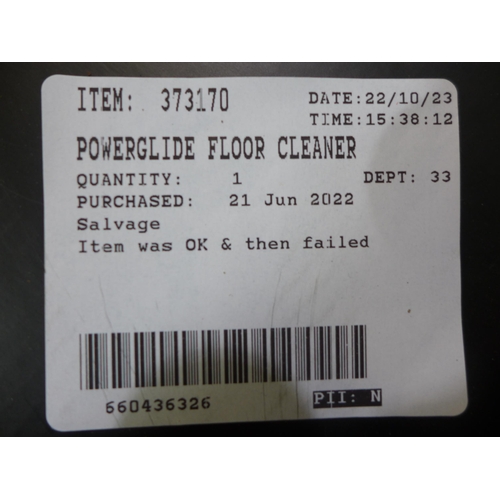 ITEM: 373170 DATE:22/10/23
TIME:15:38:12
POWERGLIDE FLOOR CLEANER
QUANTITY: 1 DEPT: 33
PURCHASED: 21 Jun 2022
Salvage
Item was OK & then failed
560436326 PII: N